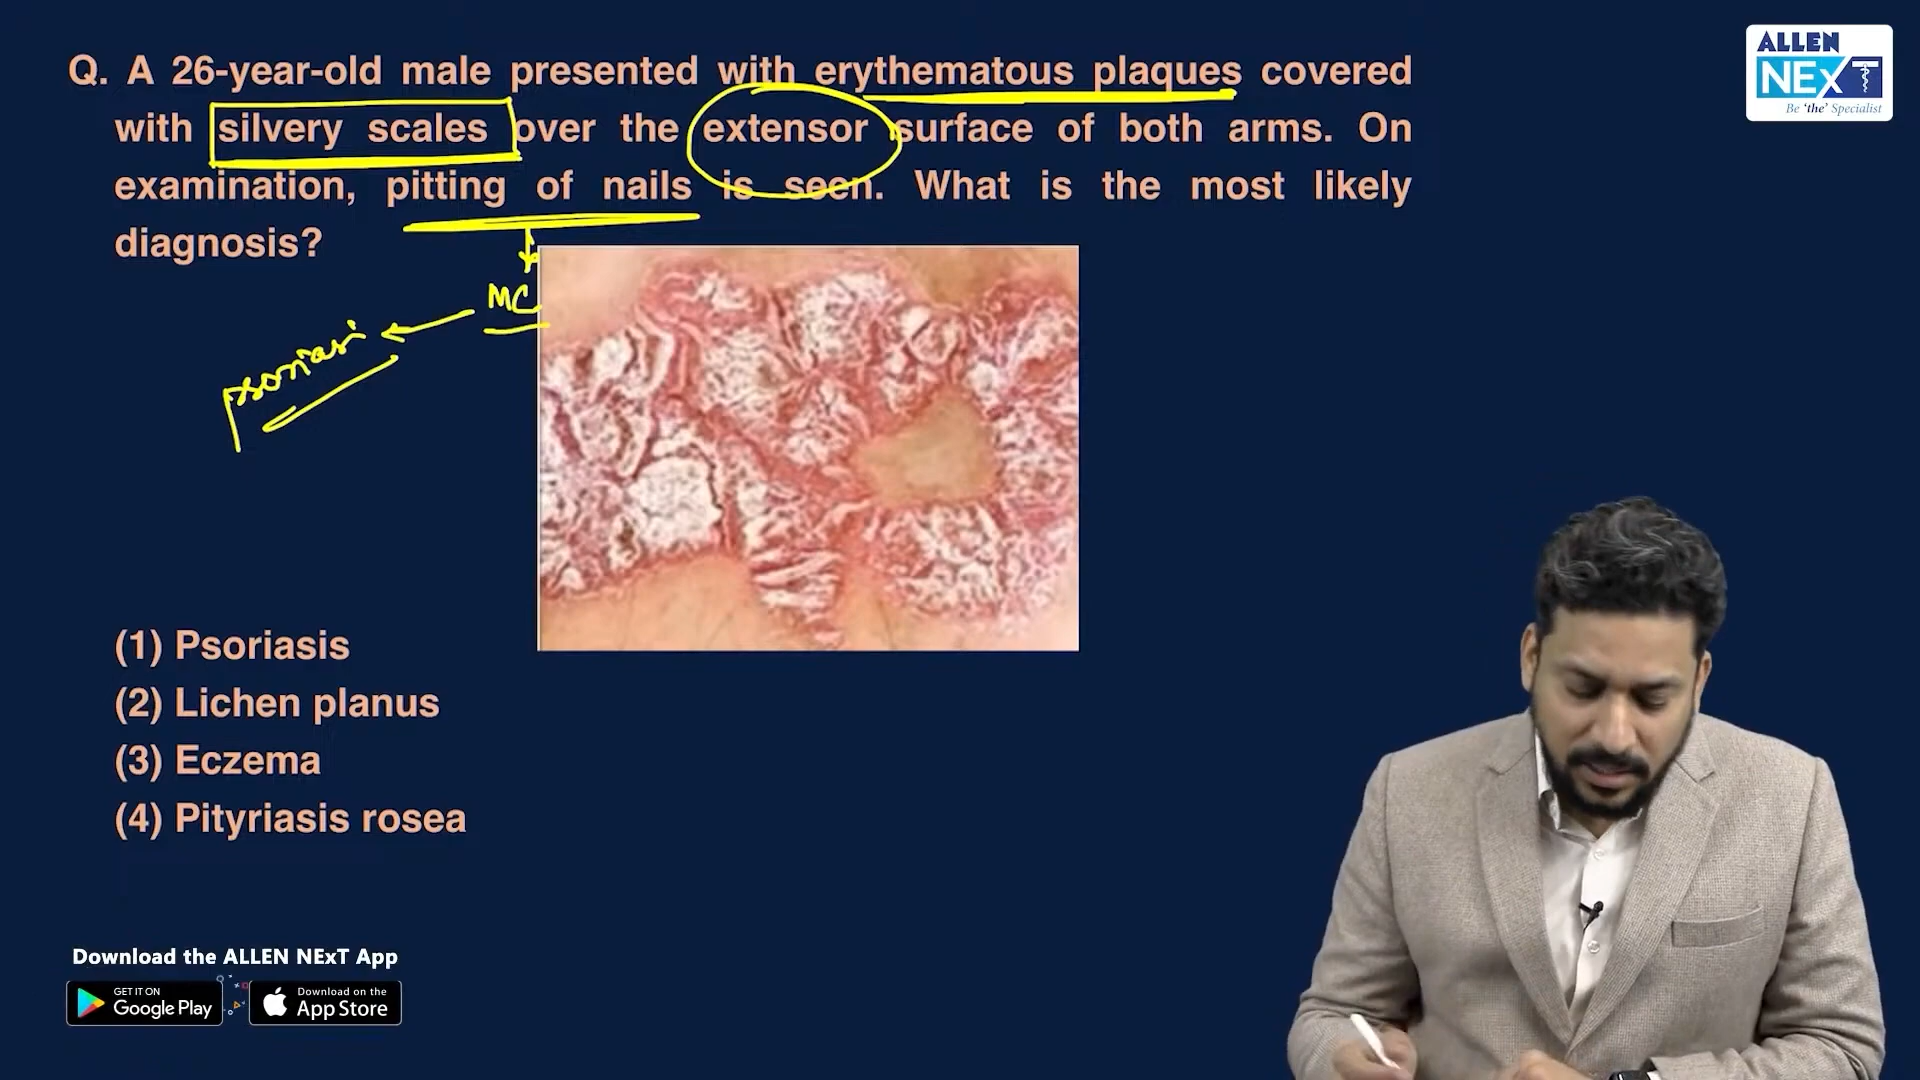 Q. A 26-year-old male presented with erythematous plaques covered
with silvery scales over the extensor surface of both arms. On
examination, pitting of nails is seen. What is the most likely
diagnosis?
MC
psoriasi
(1) Psoriasis
(2) Lichen planus
(3) Eczema
(4) Pityriasis rosea
Download the ALLEN NExT App
GET IT ON
Google Play
Download on the
App Store
ALLEN
NExT
Be 'the' Specialist